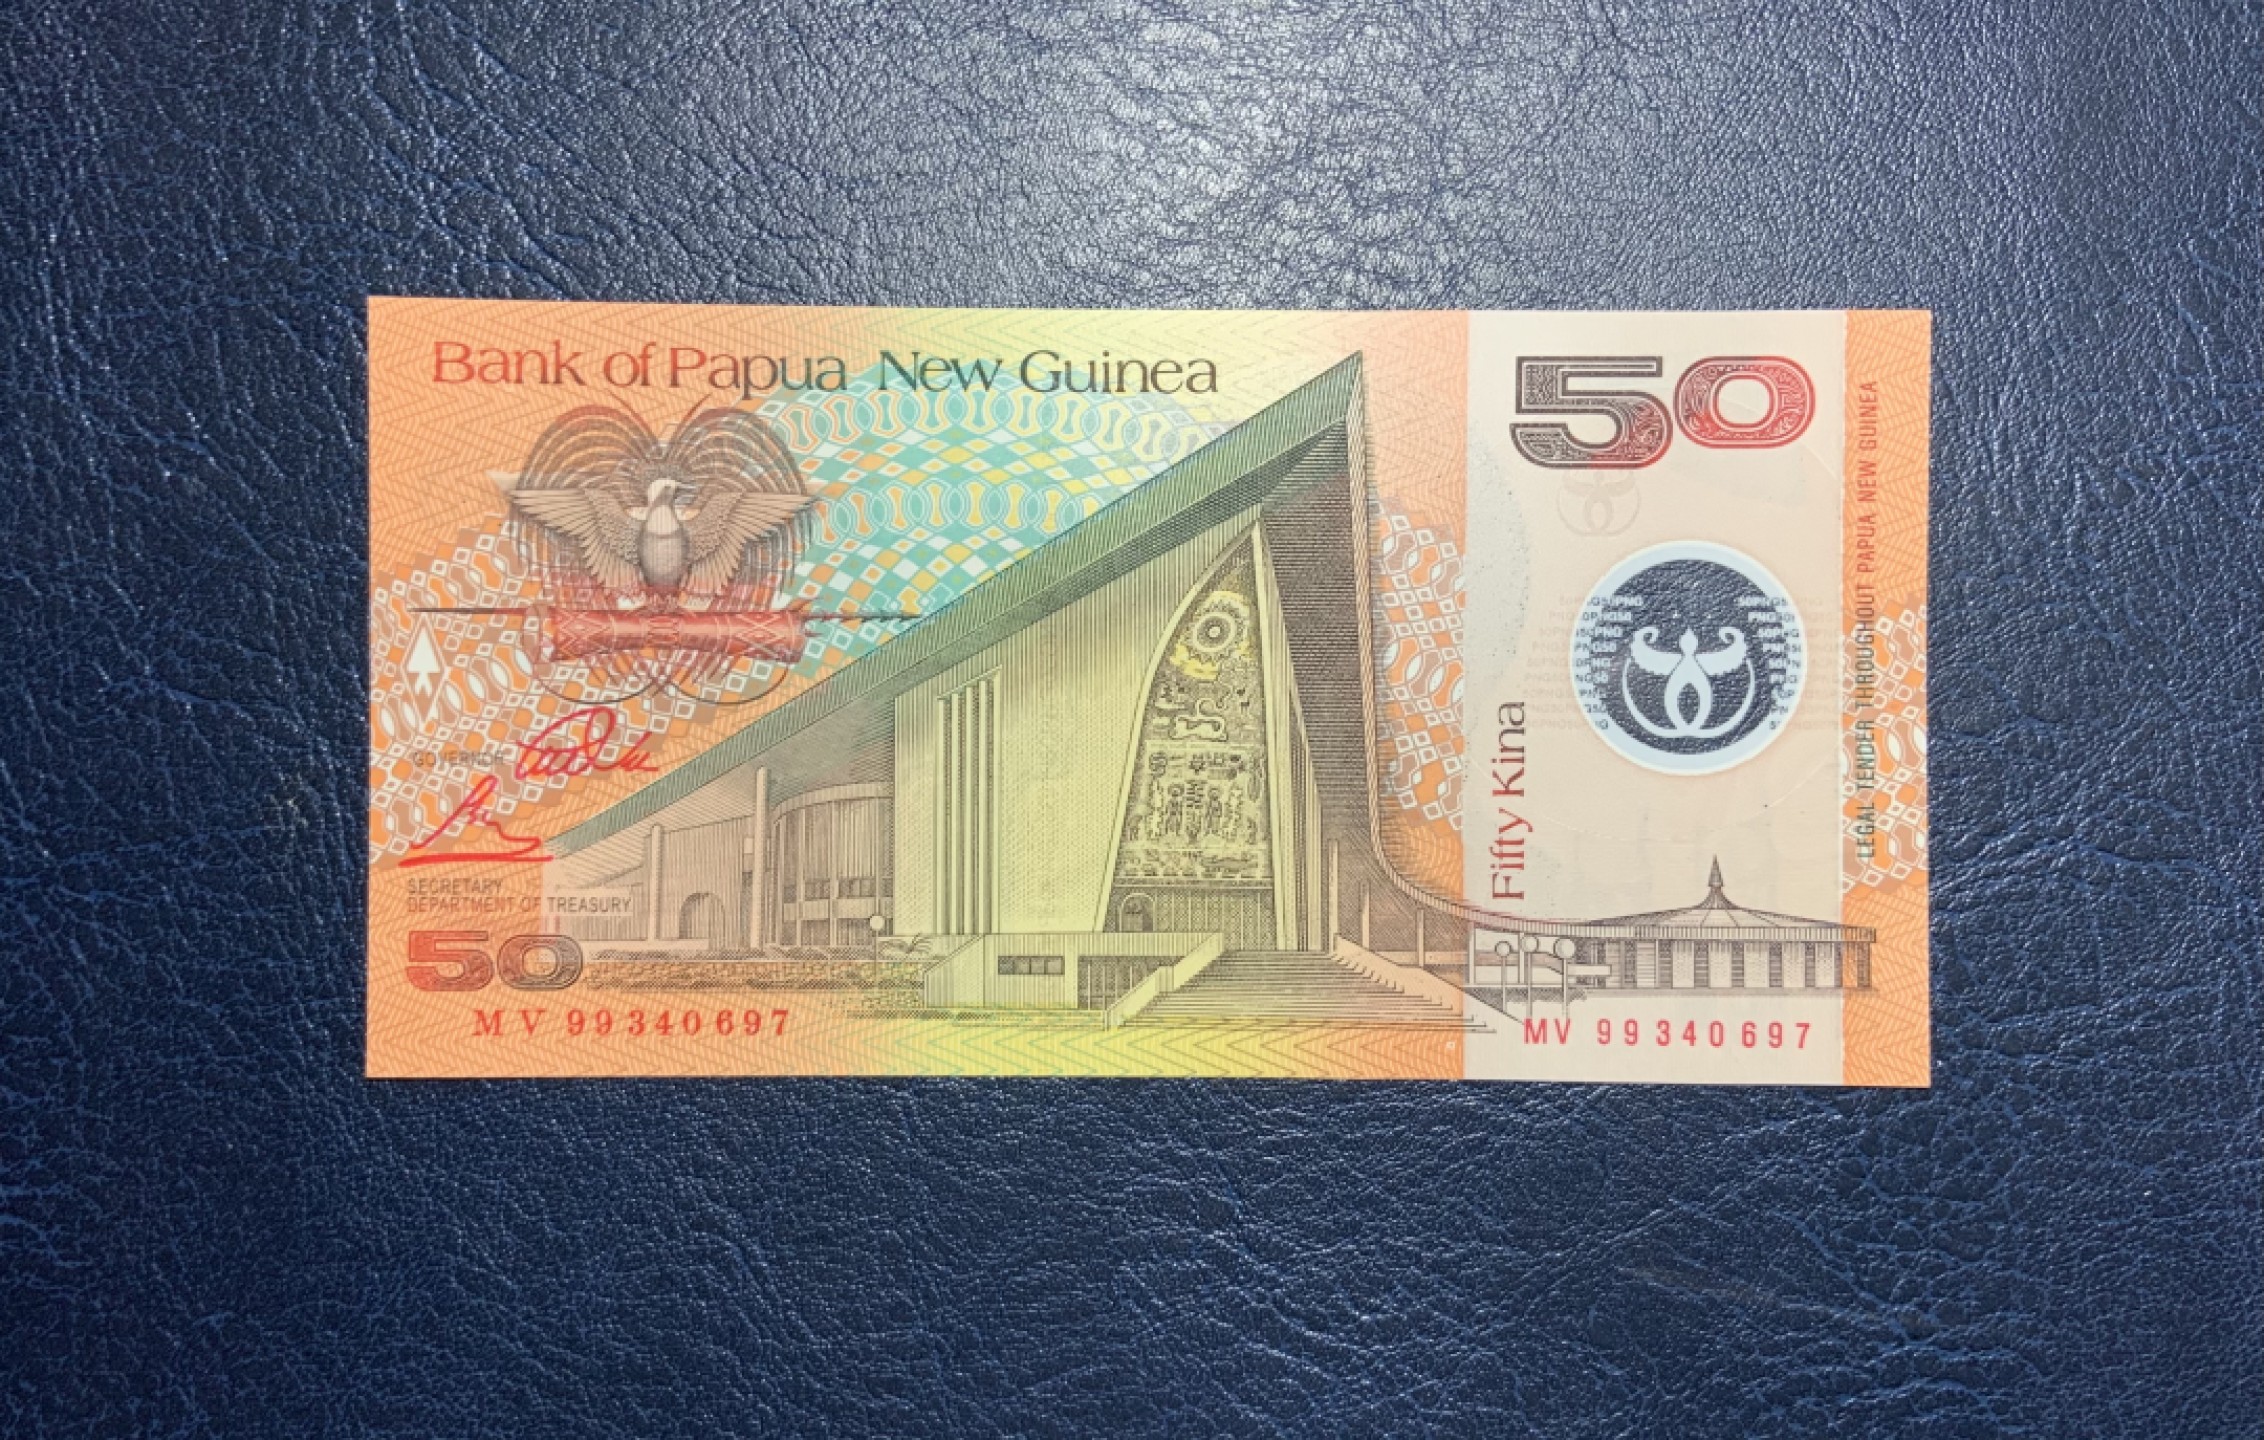 Bank of Papua New Guinea
50
GOVERNOR
SECRETARY
DEPARTMENT OF TREASURY
50
MV 99340697
Fifty Kina
LEGAL TENDER THROUGHOUT PAPUA NEW GUINEA
MV 99340697